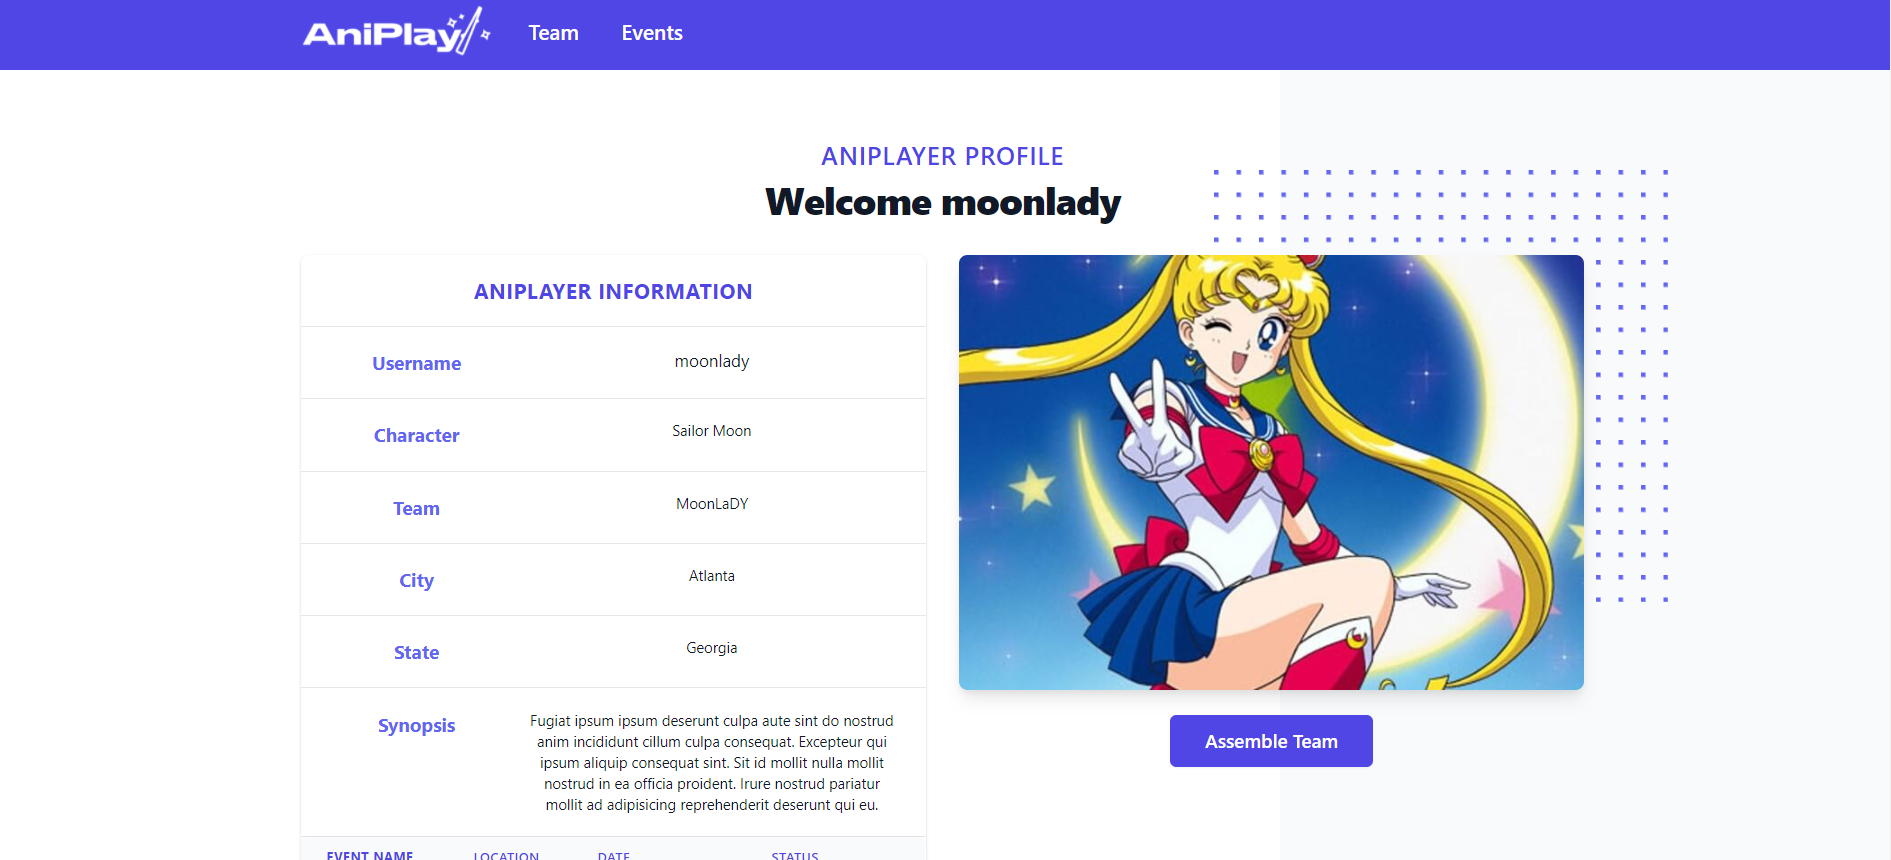 AniPlay Team Events
ANIPLAYER PROFILE
Welcome moonlady
ANIPLAYER INFORMATION
Username moonlady
Character Sailor Moon
Team MoonLaDY
City Atlanta
State Georgia
Synopsis Fugiat ipsum ipsum deserunt culpa aute sint do nostrud
anim incididunt cillum culpa consequat. Excepteur qui
ipsum aliquip consequat sint. Sit id mollit nulla mollit
nostrud in ea officia proident. Irure nostrud pariatur
mollit ad adipisicing reprehenderit deserunt qui eu.
EVENT NAME LOCATION DATE STATUS
Assemble Team